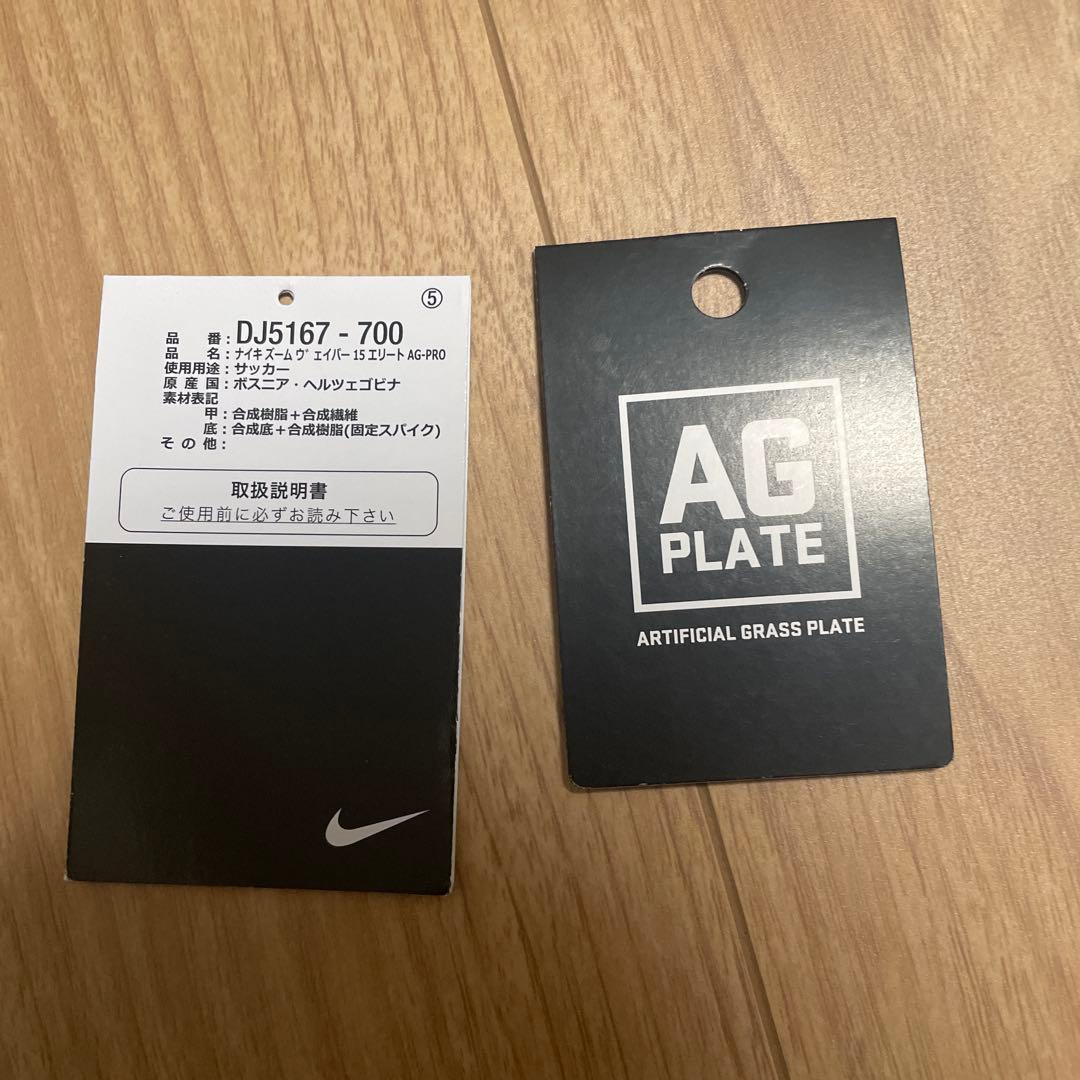 ⑤
品 番：DJ5167 - 700
品 名：ナイキ ズーム ヴェイパー 15 エリート AG-PRO
使用用途：サッカー
原 産 国：ボスニア・ヘルツェゴビナ
素材表記
甲：合成樹脂＋合成繊維
底：合成底＋合成樹脂(固定スパイク)
そ の 他：
取扱説明書
ご使用前に必ずお読み下さい
AG
PLATE
ARTIFICIAL GRASS PLATE